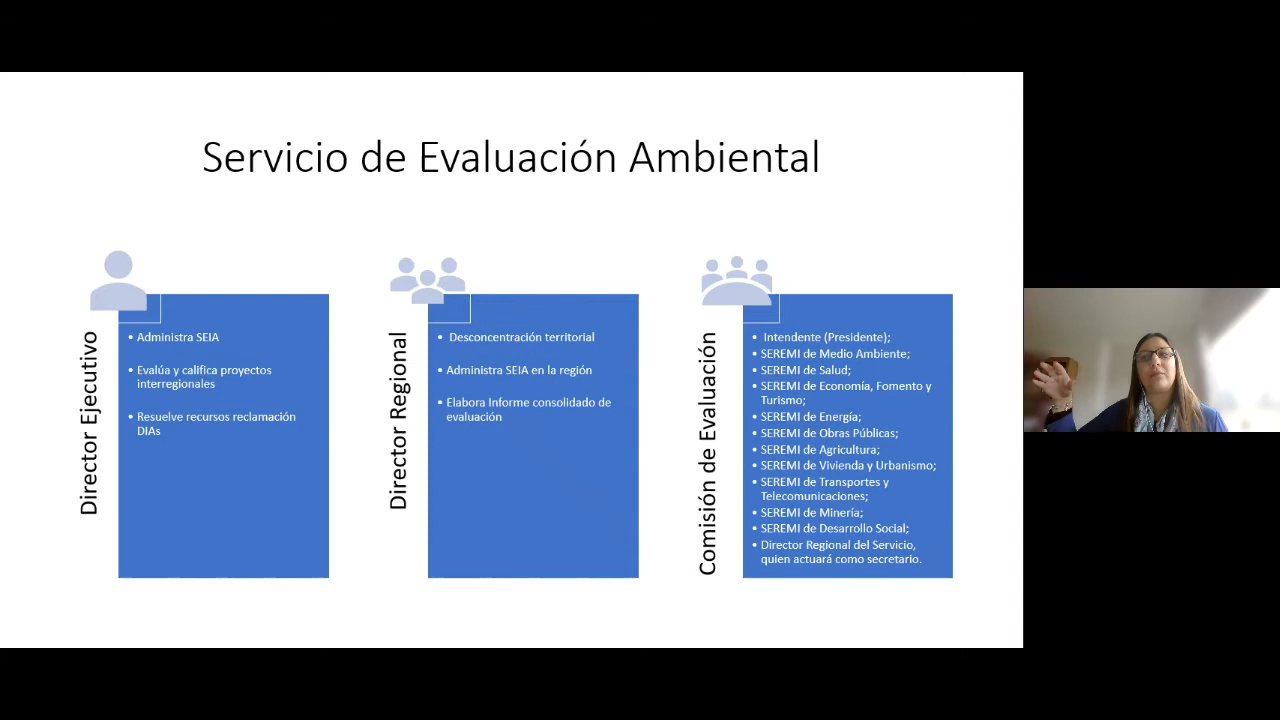 Servicio de Evaluación Ambiental
Director Ejecutivo
• Administra SEIA
• Evalúa y califica proyectos
interregionales
• Resuelve recursos reclamación
DIAs
Director Regional
• Desconcentración territorial
• Administra SEIA en la región
• Elabora Informe consolidado de
evaluación
Comisión de Evaluación
• Intendente (Presidente);
• SEREMI de Medio Ambiente;
• SEREMI de Salud;
• SEREMI de Economía, Fomento y
Turismo;
• SEREMI de Energía;
• SEREMI de Obras Públicas;
• SEREMI de Agricultura;
• SEREMI de Vivienda y Urbanismo;
• SEREMI de Transportes y
Telecomunicaciones;
• SEREMI de Minería;
• SEREMI de Desarrollo Social;
• Director Regional del Servicio,
quien actuará como secretario.